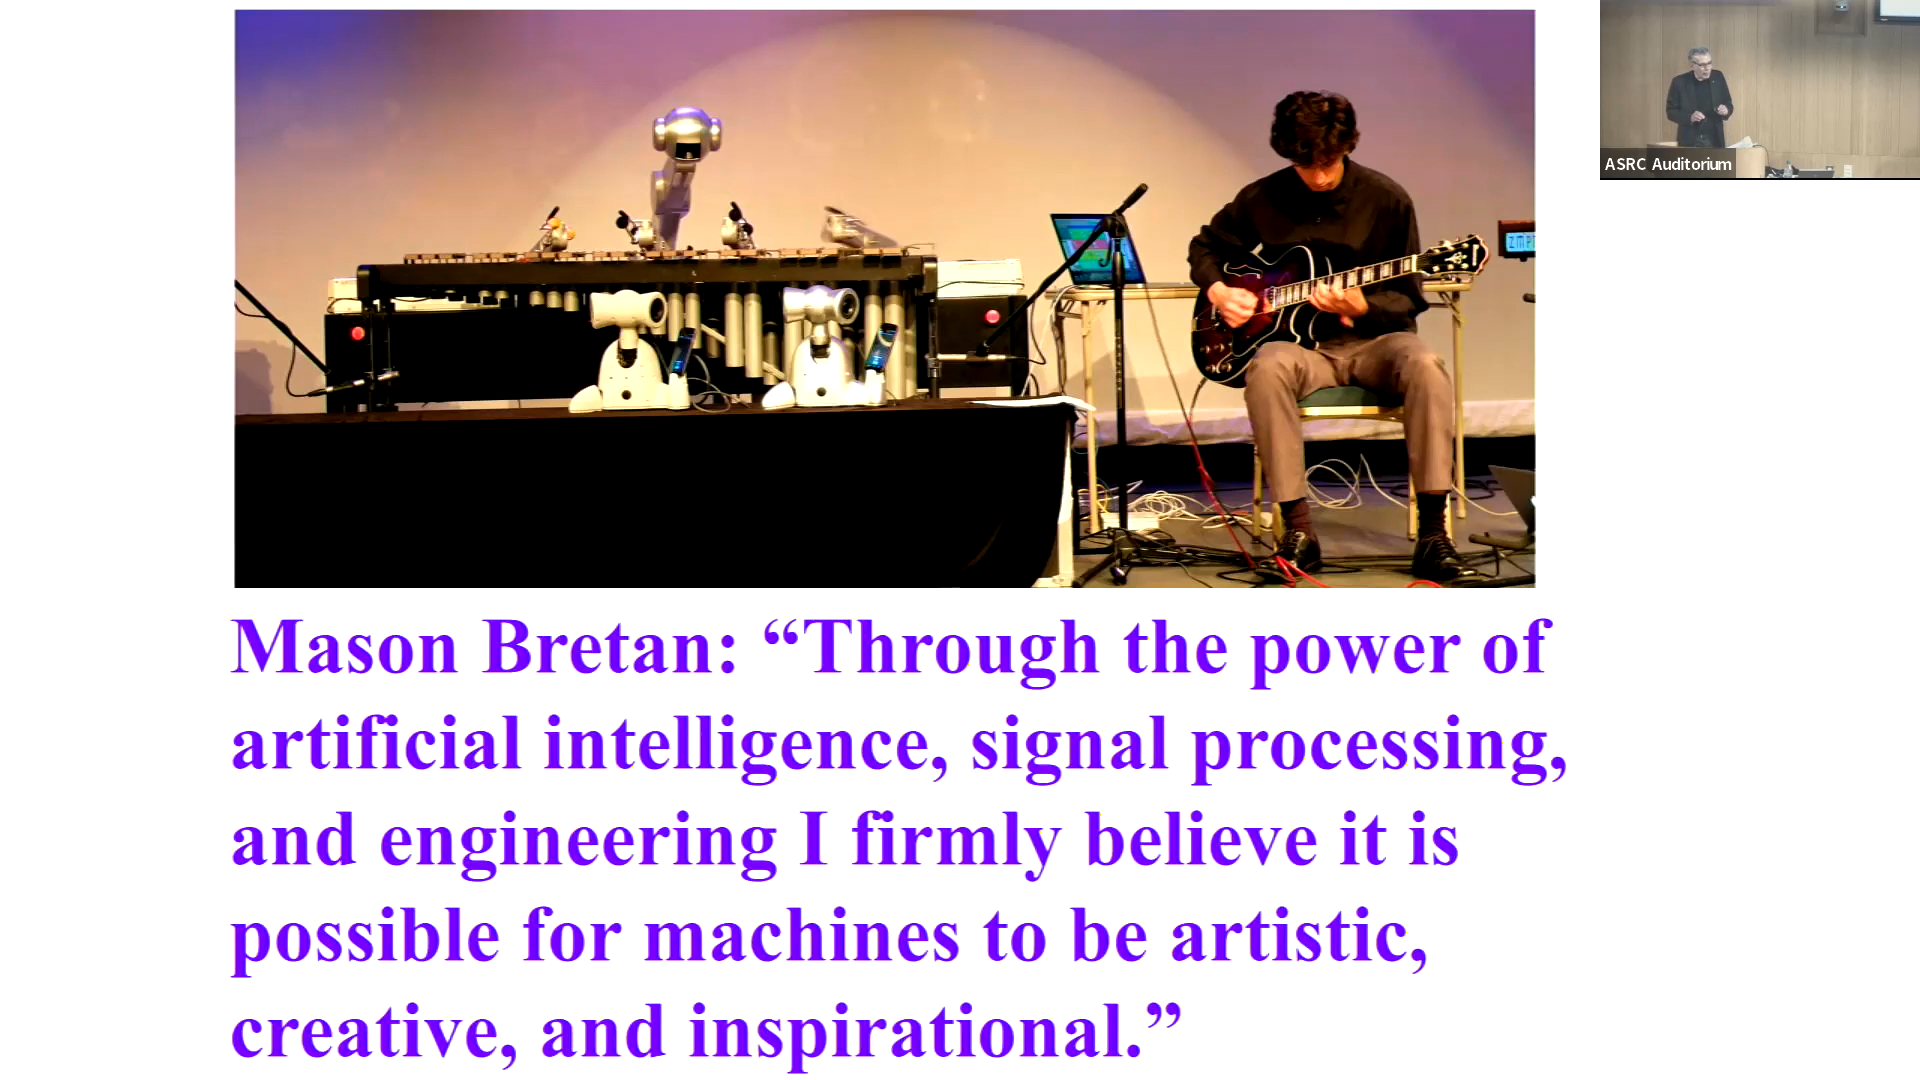 ASRC Auditorium
Mason Bretan: “Through the power of
artificial intelligence, signal processing,
and engineering I firmly believe it is
possible for machines to be artistic,
creative, and inspirational.”